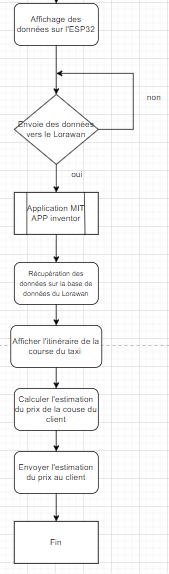 Affichage des
données sur l'ESP32
non
Envoie des données
vers le Lorawan
oui
Application MIT
APP inventor
Récupération des
données sur la base de
données du Lorawan
Afficher l'itinéraire de la
course du taxi
Calculer l'estimation
du prix de la couse du
client
Envoyer l'estimation
du prix au client
Fin